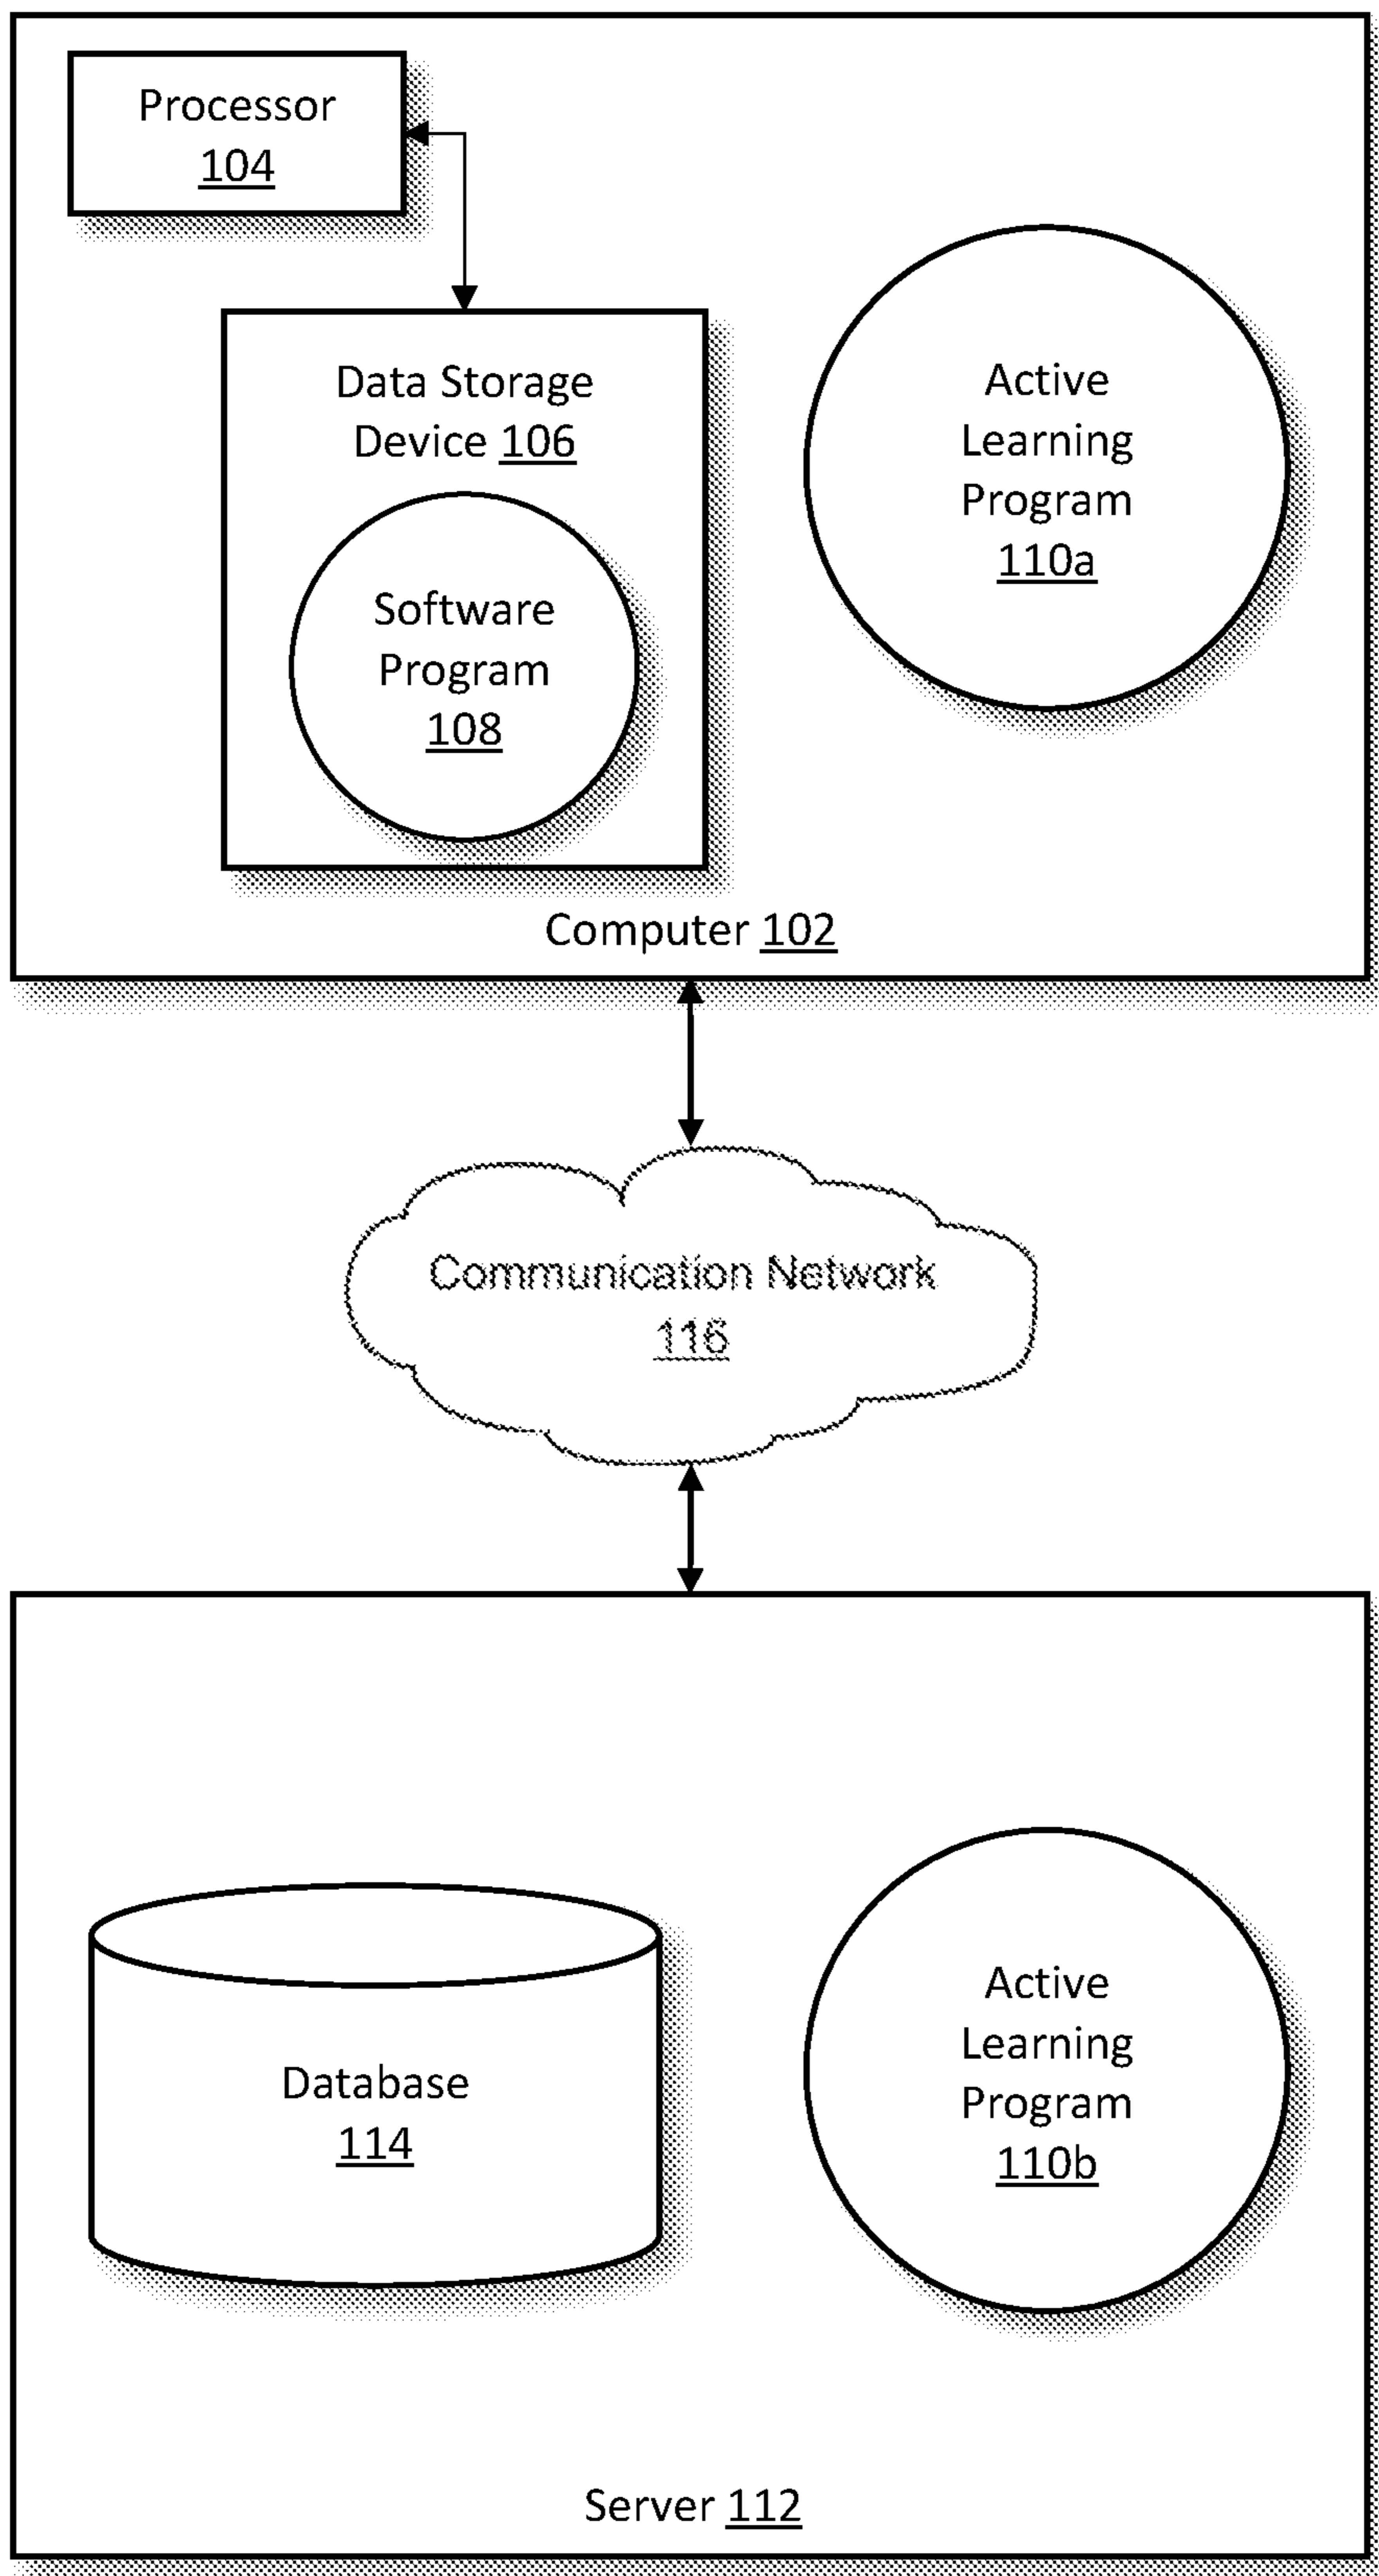 Processor
104
Data Storage
Device 106
Software
Program
108
Active
Learning
Program
110a
Computer 102
Communication Network
116
Database
114
Active
Learning
Program
110b
Server 112